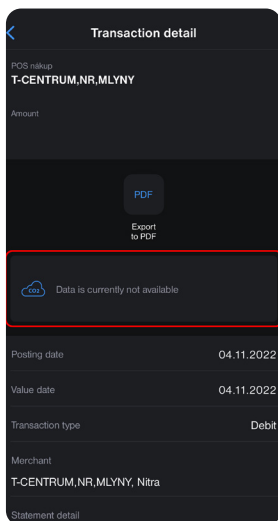 Transaction detail
POS nákup
T-CENTRUM,NR,MLYNY
Amount
PDF
Export
to PDF
CO2 Data is currently not available
Posting date 04.11.2022
Value date 04.11.2022
Transaction type Debit
Merchant
T-CENTRUM,NR,MLYNY, Nitra
Statement detail